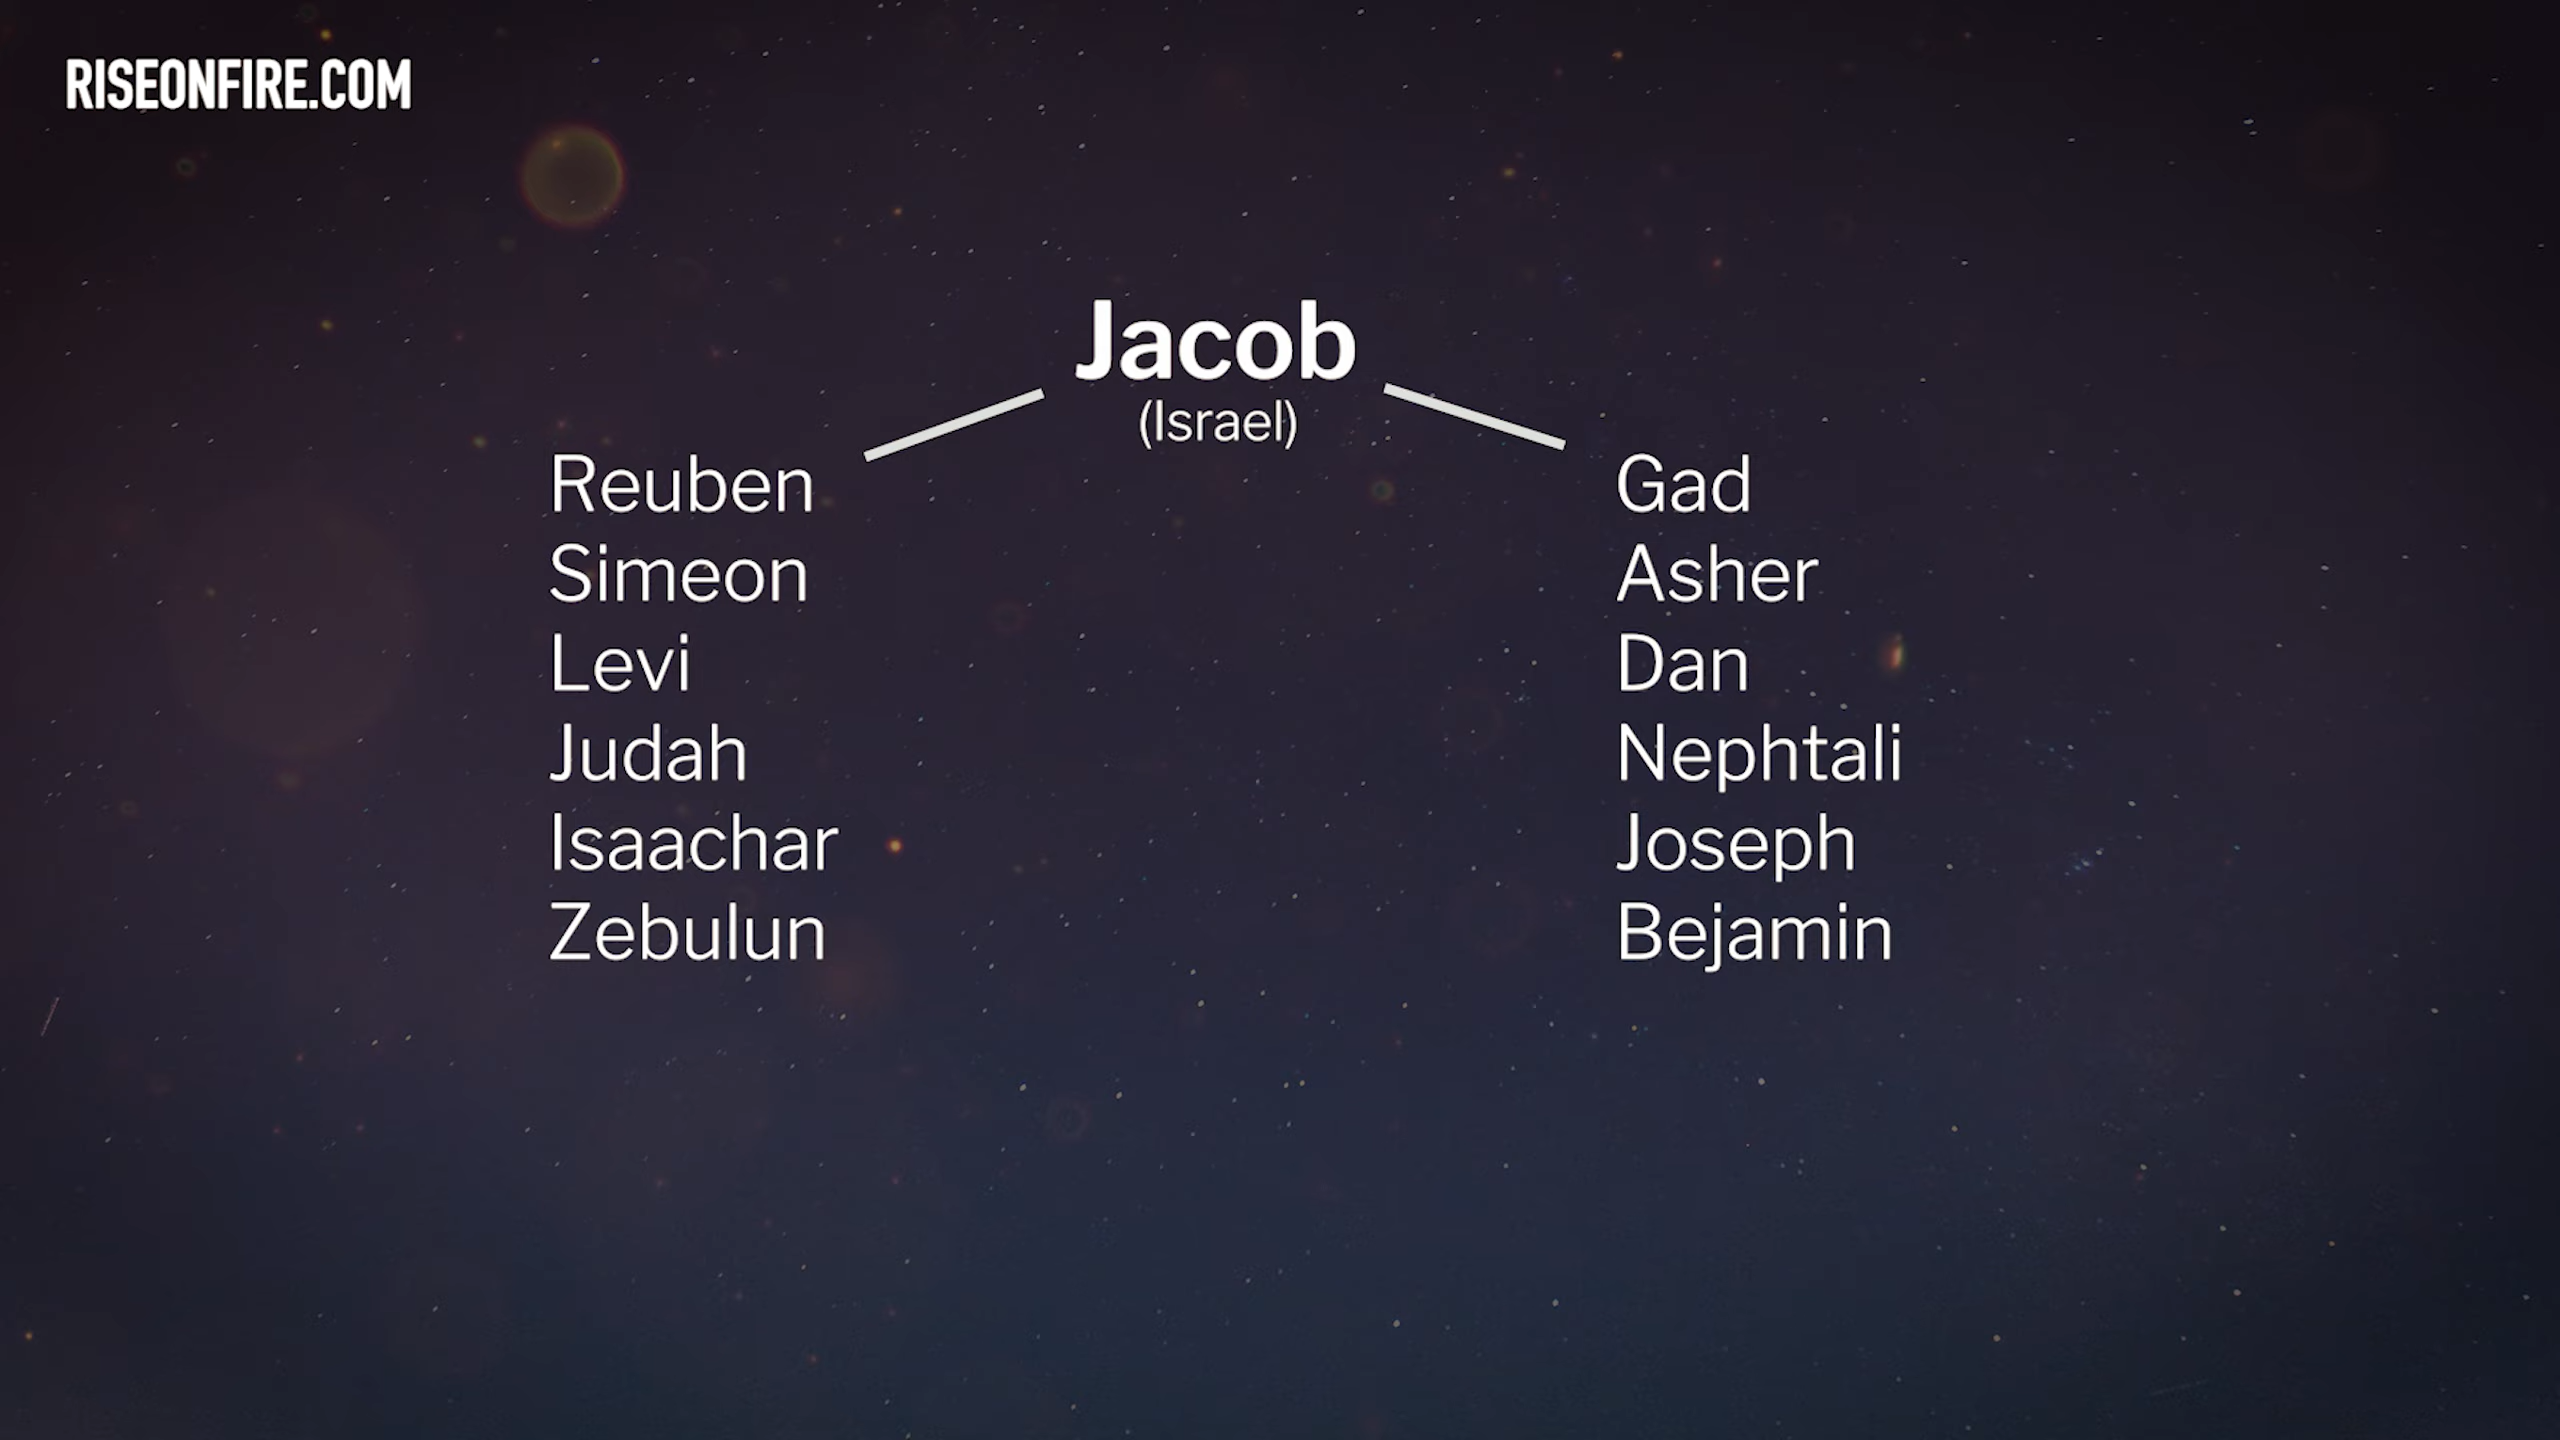 RISEONFIRE.COM
Jacob
(Israel)
Reuben
Simeon
Levi
Judah
Isaachar
Zebulun
Gad
Asher
Dan
Nephtali
Joseph
Bejamin